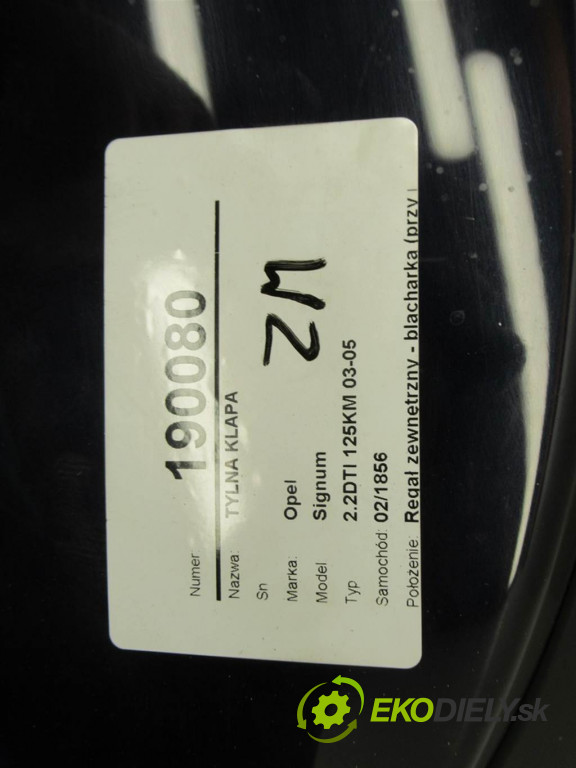 Numer 190080
Nazwa: TYLNA KLAPA
Sn
Marka: Opel
Model Signum
Typ 2.2DTI 125KM 03-05
Samochód: 02/1856
Położenie: Regał zewnętrzny - blacharka (przy
ZM
EKODIELY.sk